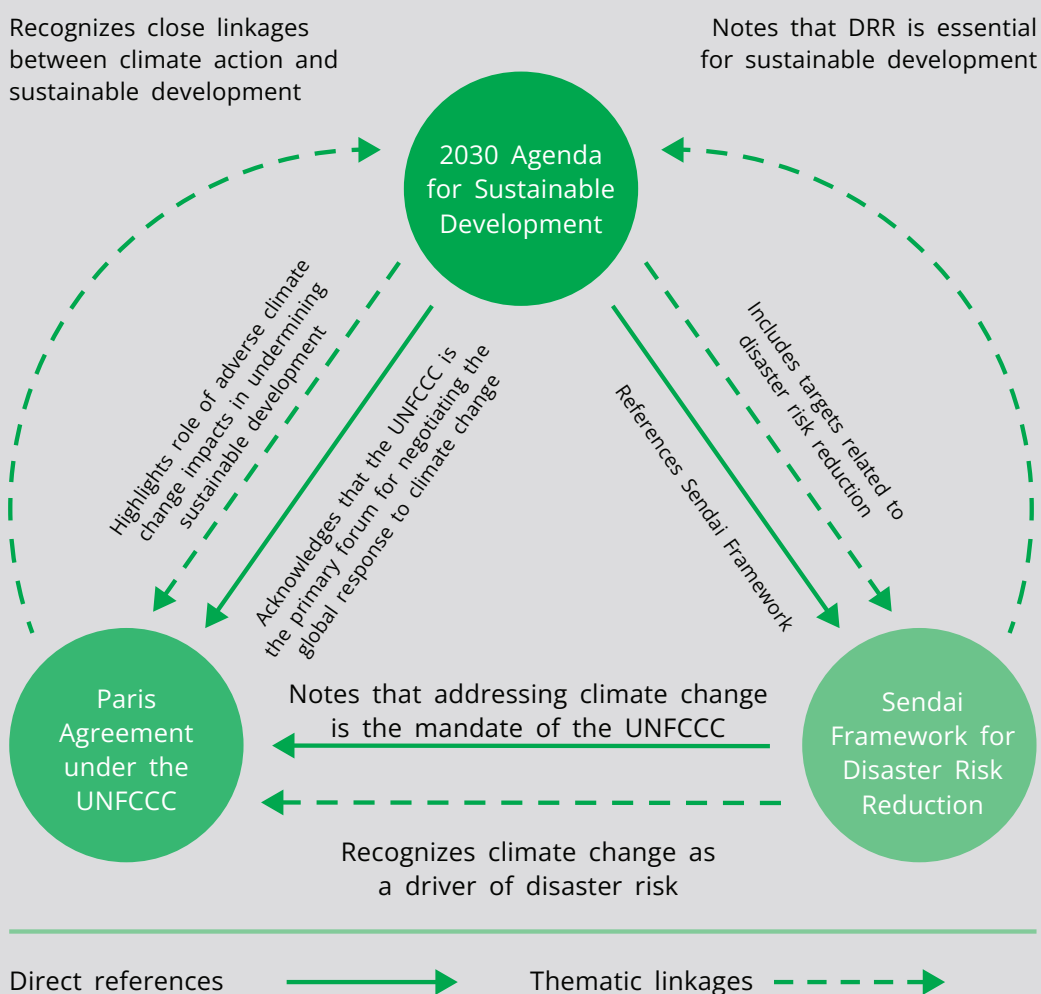 Recognizes close linkages
between climate action and
sustainable development
Notes that DRR is essential
for sustainable development
2030 Agenda
for Sustainable
Development
Highlights role of adverse climate
change impacts in undermining
sustainable development
Acknowledges that the UNFCCC is
the primary forum for negotiating the
global response to climate change
References Sendai Framework
Includes targets related to
disaster risk reduction
Paris
Agreement
under the
UNFCCC
Notes that addressing climate change
is the mandate of the UNFCCC
Sendai
Framework for
Disaster Risk
Reduction
Recognizes climate change as
a driver of disaster risk
Direct references
Thematic linkages